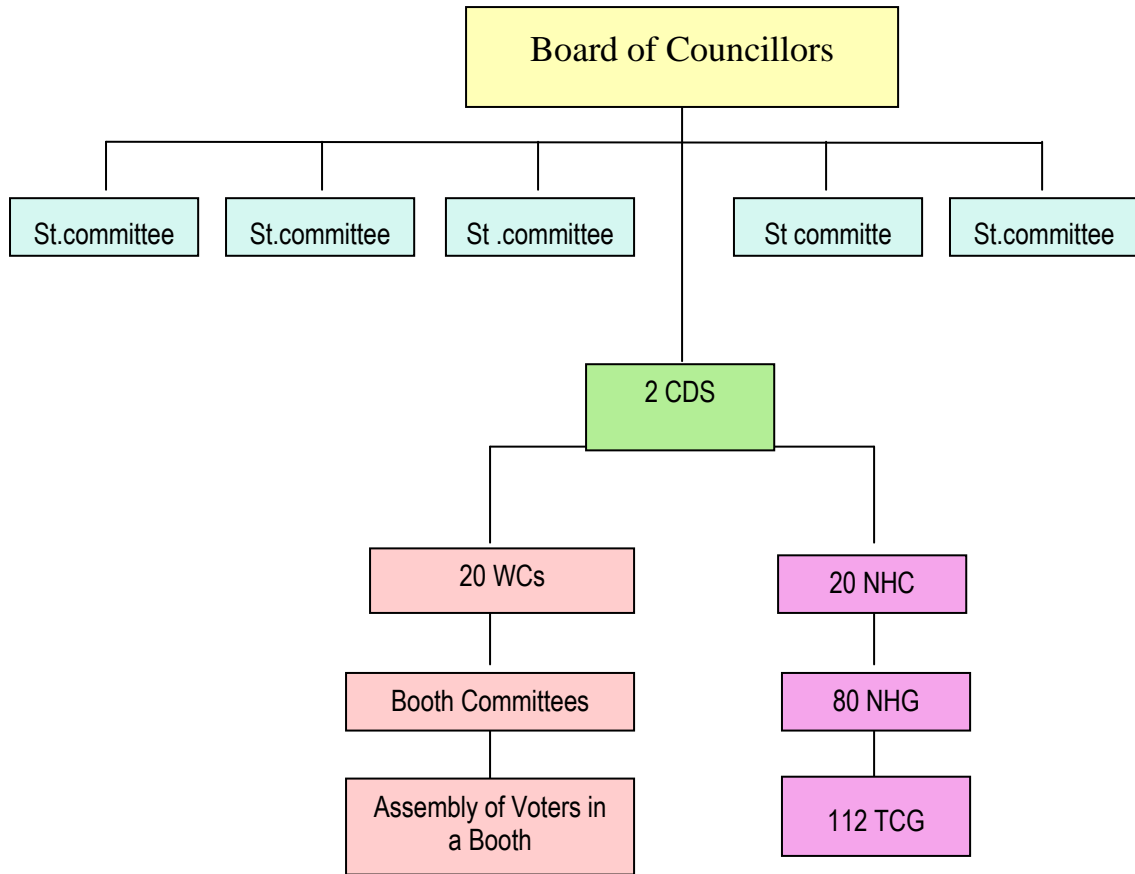 Board of Councillors
St.committee
St.committee
St .committee
St committe
St.committee
2 CDS
20 WCs
20 NHC
Booth Committees
80 NHG
Assembly of Voters in
a Booth
112 TCG